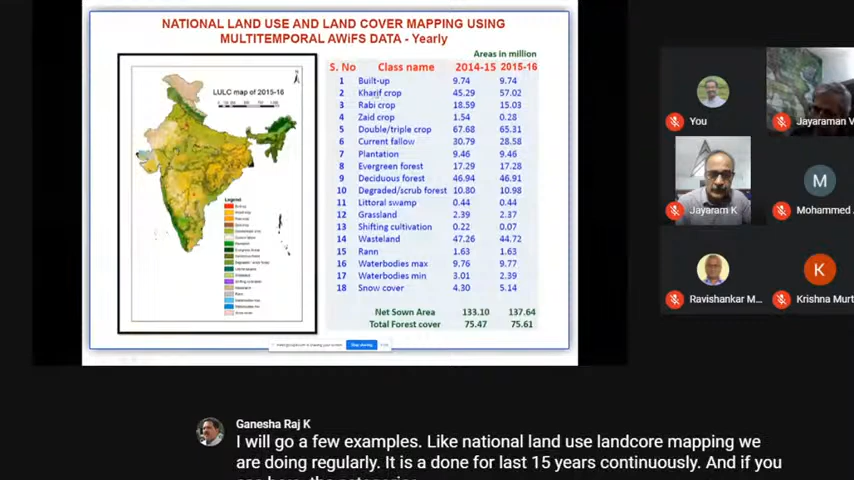 NATIONAL LAND USE AND LAND COVER MAPPING USING
MULTITEMPORAL AWiFS DATA - Yearly
Areas in million
S. No Class name 2014-15 2015-16
1 Built-up 9.74 9.74
2 Kharif crop 45.29 57.02
3 Rabi crop 18.59 15.03
4 Zaid crop 1.54 0.28
5 Double/triple crop 67.68 65.31
6 Current fallow 30.79 28.58
7 Plantation 9.46 9.46
8 Evergreen forest 17.29 17.28
9 Deciduous forest 46.94 46.91
10 Degraded/scrub forest 10.80 10.98
11 Littoral swamp 0.44 0.44
12 Grassland 2.39 2.37
13 Shifting cultivation 0.22 0.07
14 Wasteland 47.26 44.72
15 Rann 1.63 1.63
16 Waterbodies max 9.76 9.77
17 Waterbodies min 3.01 2.39
18 Snow cover 4.30 5.14
Net Sown Area 133.10 137.64
Total Forest cover 75.47 75.61
LULC map of 2015-16
Legend
Stop sharing
You
Jayaraman V
Jayaram K
M
Mohammed
Ravishankar M...
K
Krishna Murt
Ganesha Raj K
I will go a few examples. Like national land use landcore mapping we
are doing regularly. It is a done for last 15 years continuously. And if you